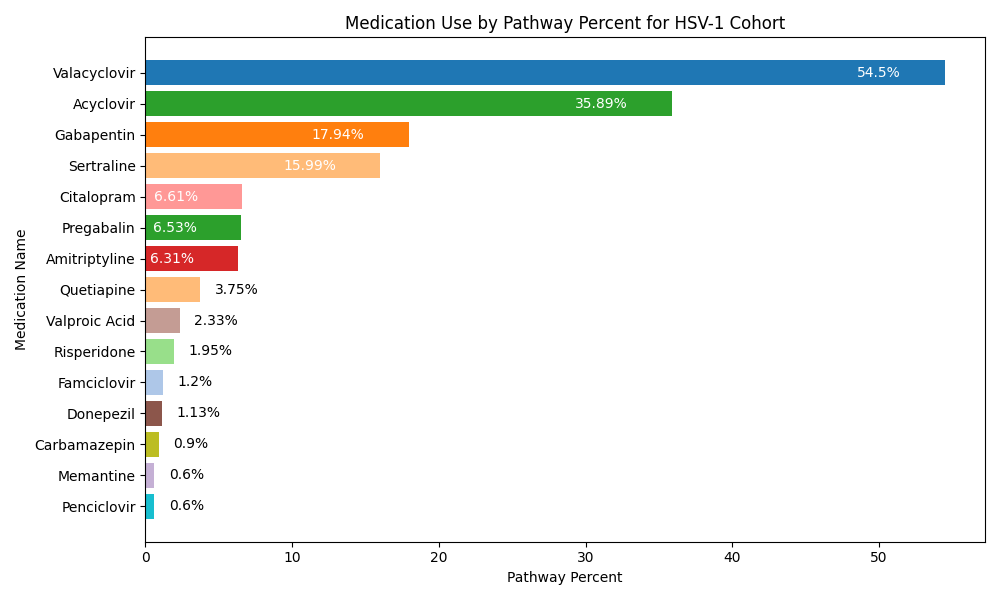 Medication Use by Pathway Percent for HSV-1 Cohort
Medication Name
Valacyclovir 54.5%
Acyclovir 35.89%
Gabapentin 17.94%
Sertraline 15.99%
Citalopram 6.61%
Pregabalin 6.53%
Amitriptyline 6.31%
Quetiapine 3.75%
Valproic Acid 2.33%
Risperidone 1.95%
Famciclovir 1.2%
Donepezil 1.13%
Carbamazepin 0.9%
Memantine 0.6%
Penciclovir 0.6%
0 10 20 30 40 50
Pathway Percent